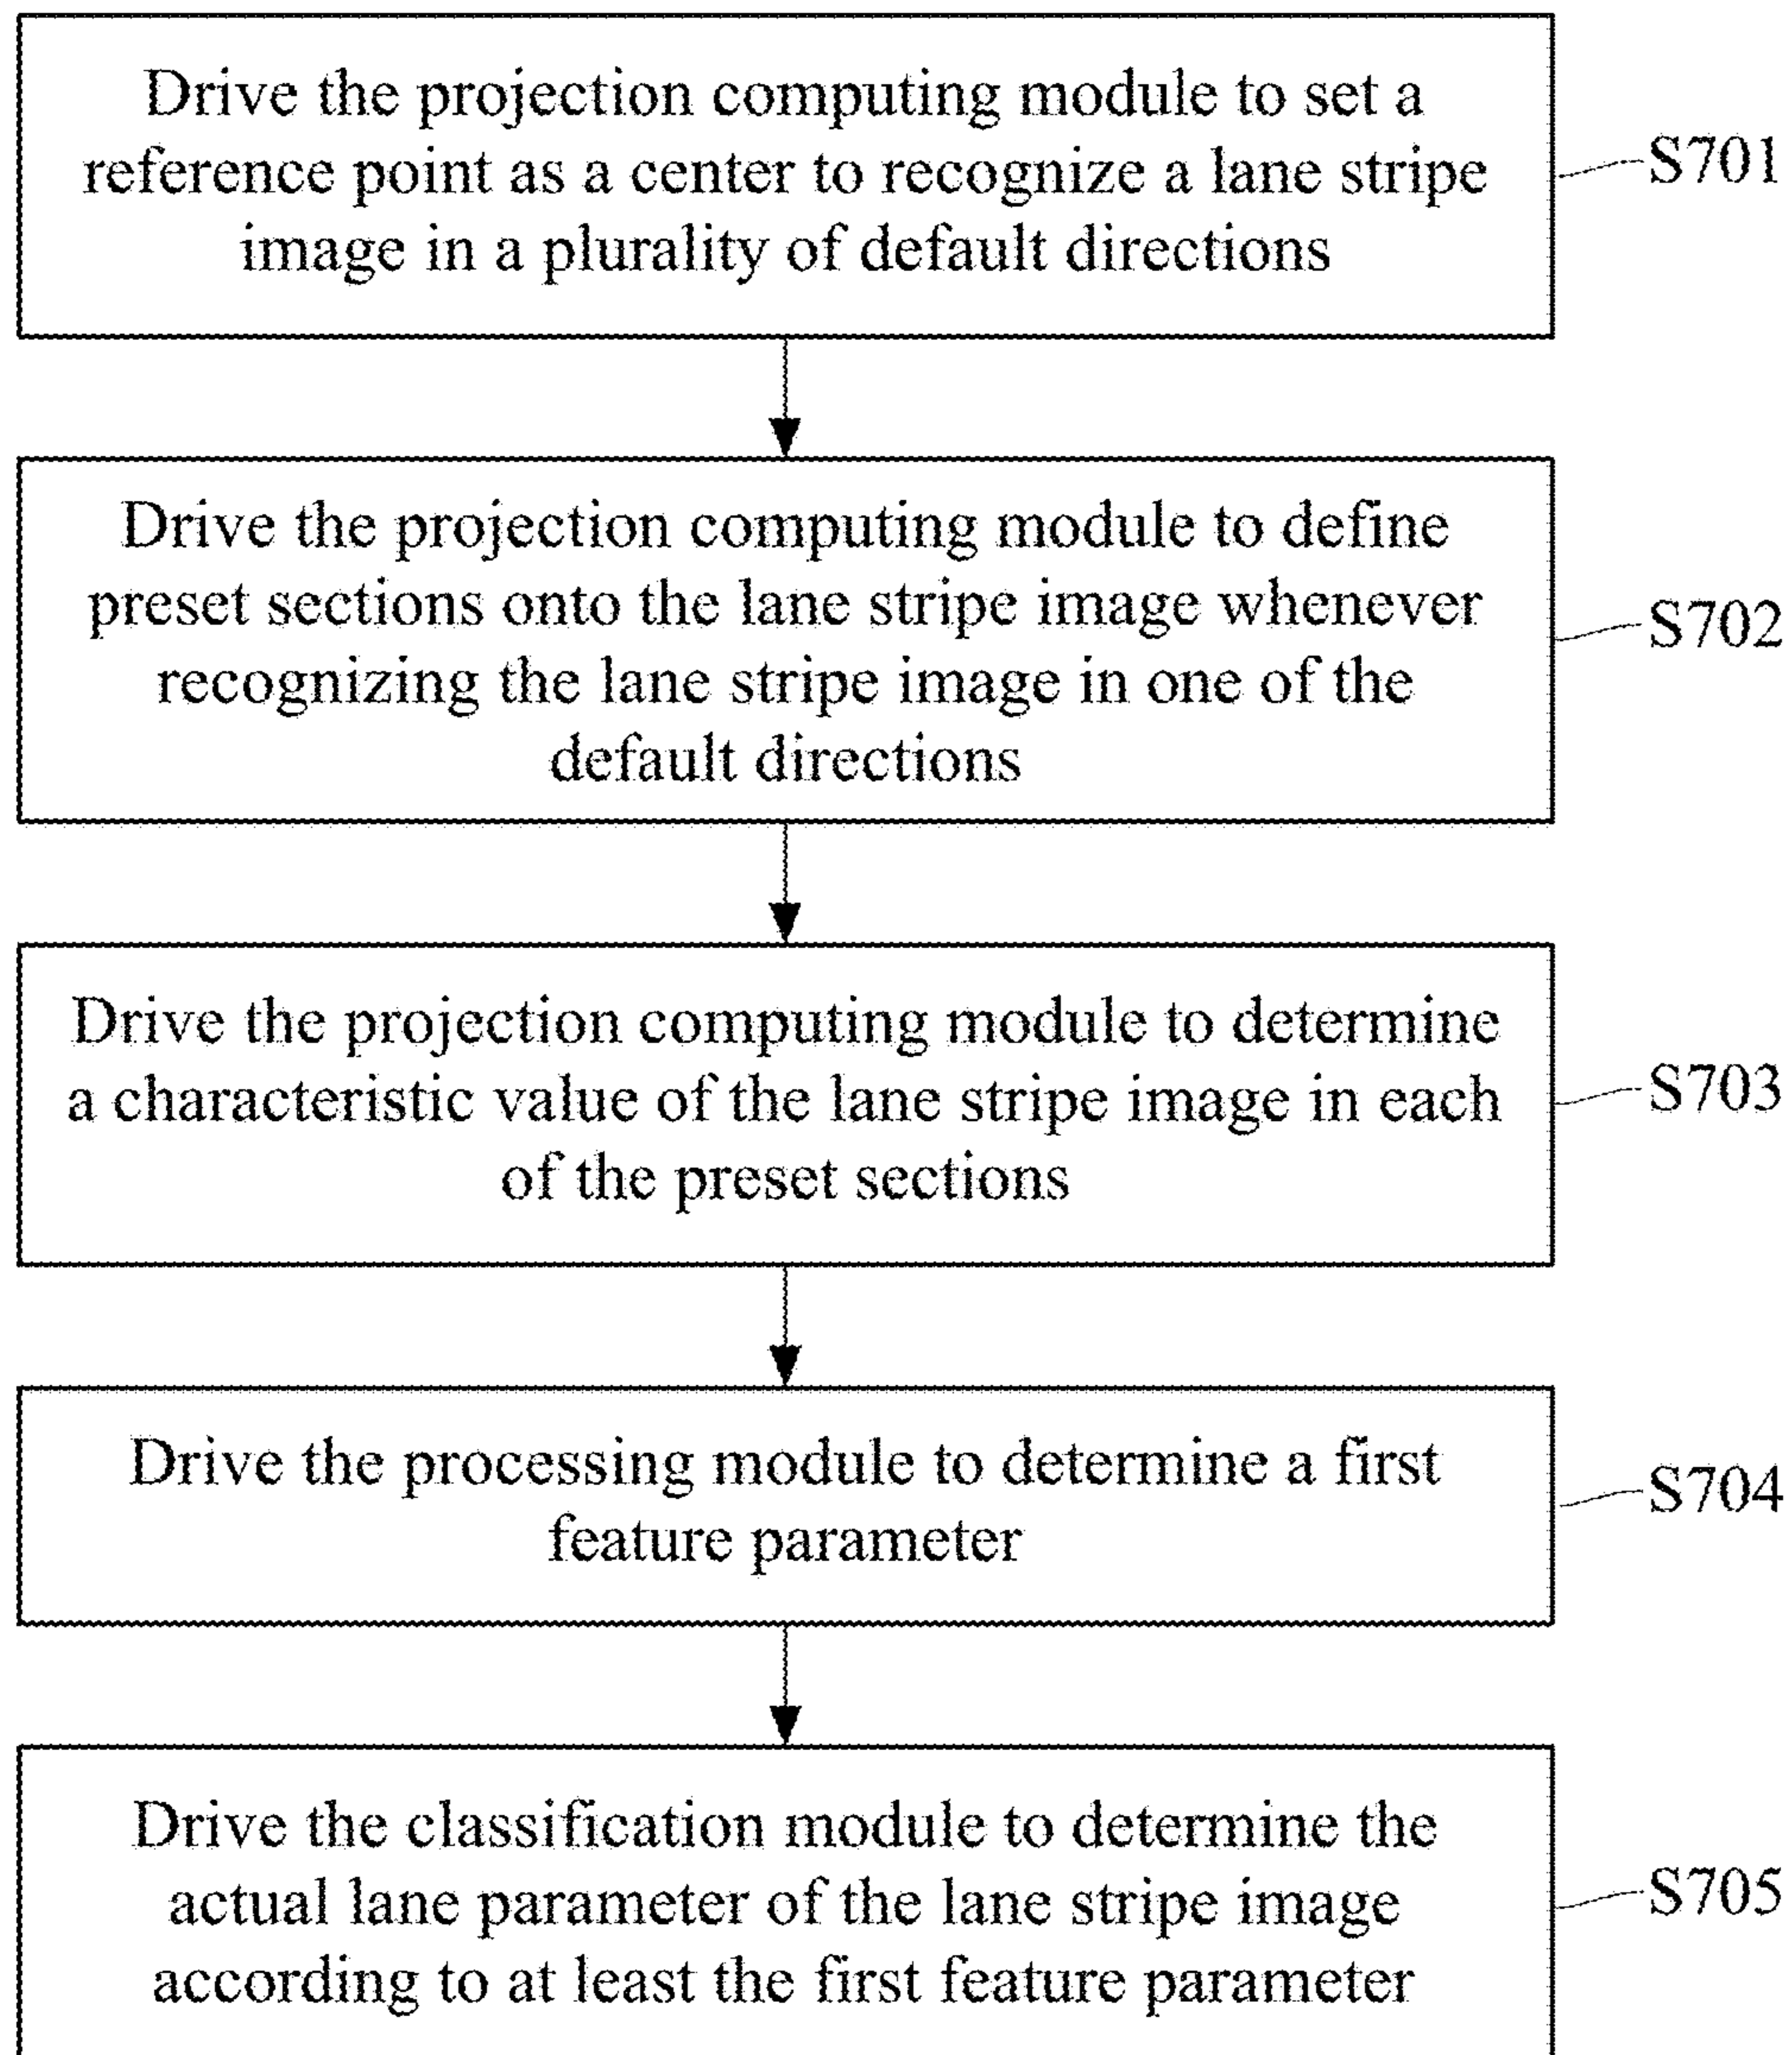 Drive the projection computing module to set a
reference point as a center to recognize a lane stripe
image in a plurality of default directions
S701
Drive the projection computing module to define
preset sections onto the lane stripe image whenever
recognizing the lane stripe image in one of the
default directions
S702
Drive the projection computing module to determine
a characteristic value of the lane stripe image in each
of the preset sections
S703
Drive the processing module to determine a first
feature parameter
S704
Drive the classification module to determine the
actual lane parameter of the lane stripe image
according to at least the first feature parameter
S705